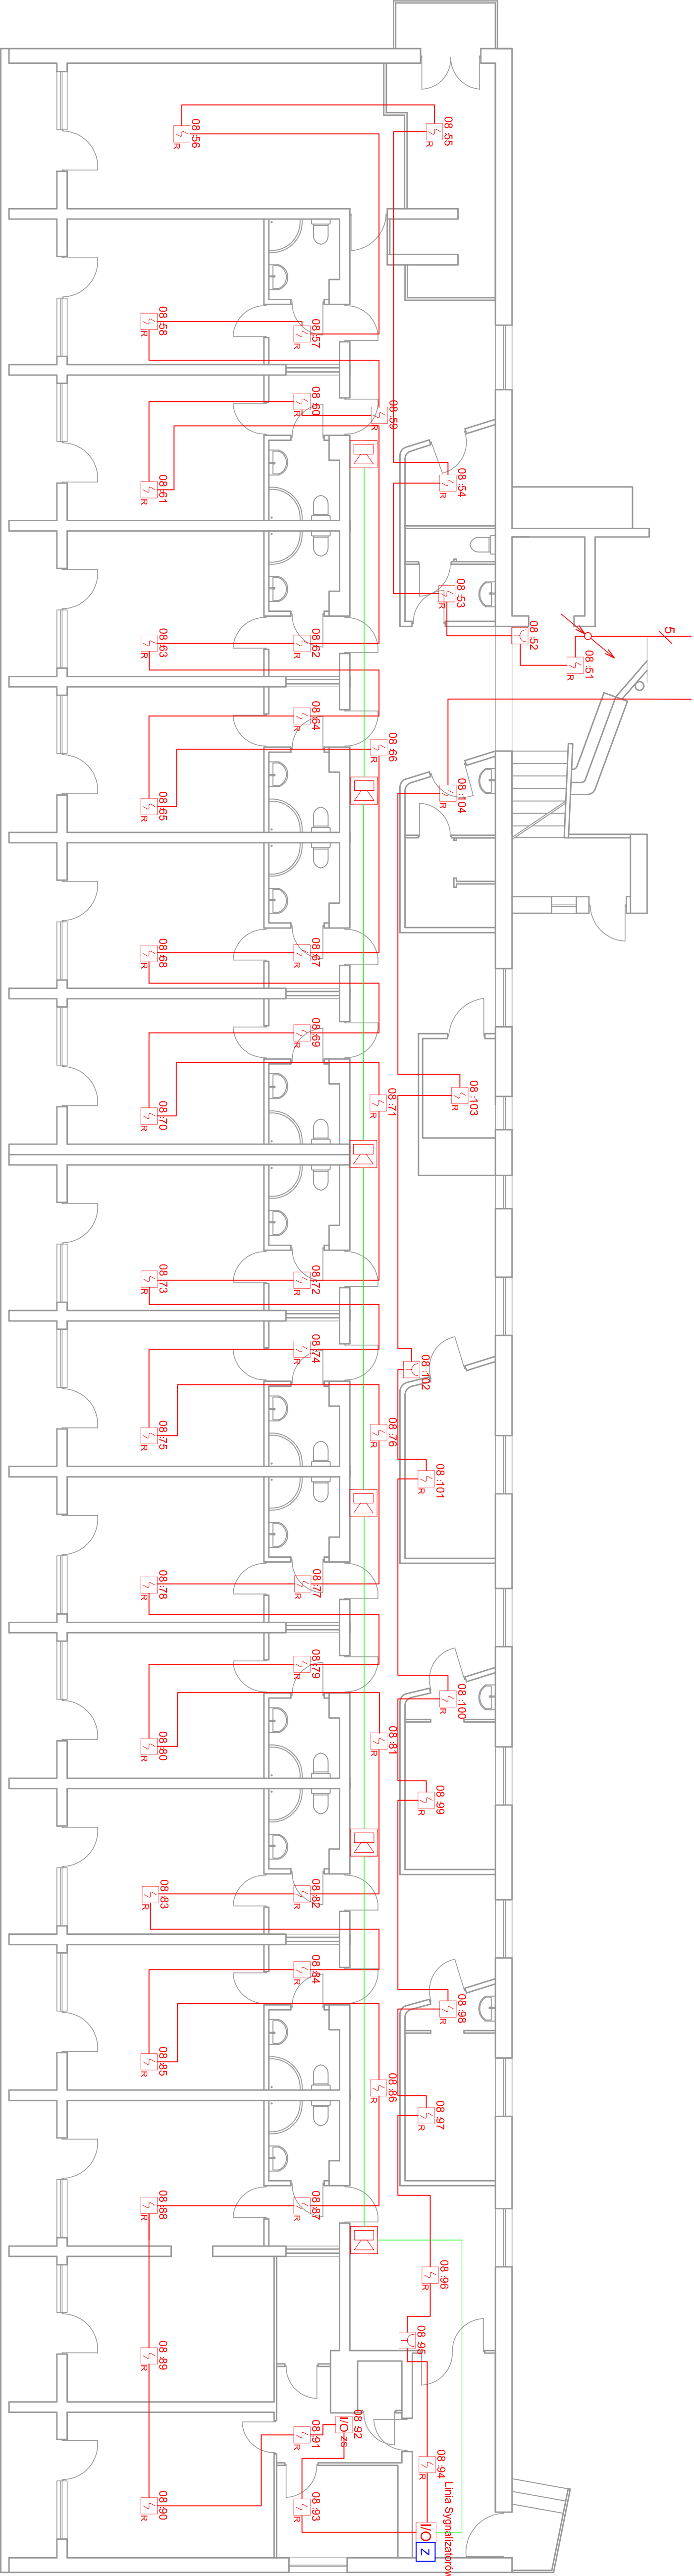 08 :55
R
08 :56
R
08 :57
R
08 :58
R
08 :59
R
08 :60
R
08 :61
R
08 :54
R
08 :53
R
08 :52
08 :51
R
5
08 :62
R
08 :63
R
08 :64
R
08 :65
R
08 :66
R
08 :104
R
08 :67
R
08 :68
R
08 :69
R
08 :70
R
08 :71
R
08 :103
R
08 :72
R
08 :73
R
08 :74
R
08 :75
R
08 :76
R
08 :102
08 :101
R
08 :77
R
08 :78
R
08 :79
R
08 :80
R
08 :81
R
08 :100
R
08 :99
R
08 :82
R
08 :83
R
08 :84
R
08 :85
R
08 :86
R
08 :98
R
08 :97
R
08 :87
R
08 :88
R
08 :96
R
08 :95
08 :89
R
08 :92
I/O
ZS
08 :91
R
08 :94
R
08 :93
R
08 :90
R
Linia Sygnalizatorów
I/O
Z